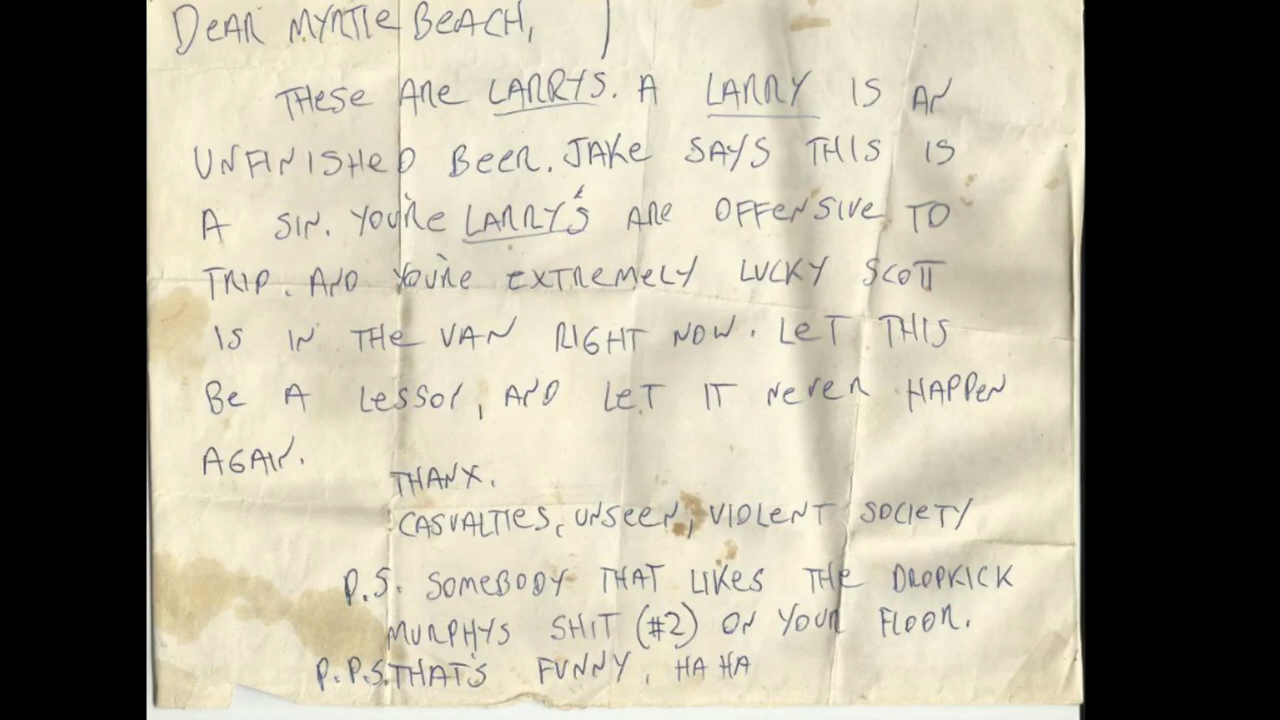 DEAR MYRTLE BEACH,
THESE ARE LARRYS. A LARRY IS AN
UNFINISHED BEER. JAKE SAYS THIS IS
A SIN. YOU'RE LARRY'S ARE OFFENSIVE TO
TRIP. AND YOU'RE EXTREMELY LUCKY SCOTT
IS IN THE VAN RIGHT NOW. LET THIS
BE A LESSON, AND LET IT NEVER HAPPEN
AGAIN.
THANX.
CASUALTIES, UNSEEN, VIOLENT SOCIETY
P.S. SOMEBODY THAT LIKES THE DROPKICK
MURPHYS SHIT (#2) ON YOUR FLOOR.
P.P.S. THAT'S FUNNY, HA HA